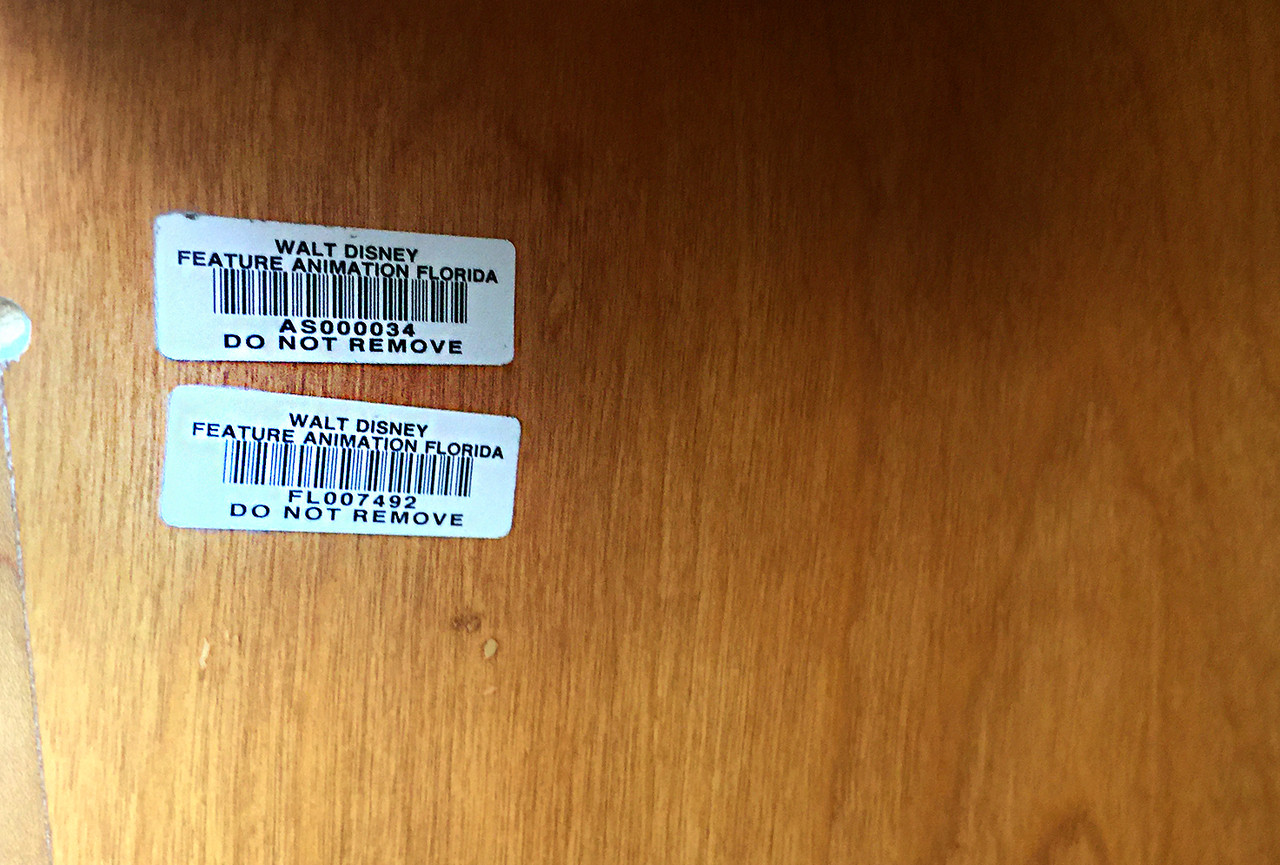 WALT DISNEY
FEATURE ANIMATION FLORIDA
AS000034
DO NOT REMOVE
WALT DISNEY
FEATURE ANIMATION FLORIDA
FL007492
DO NOT REMOVE